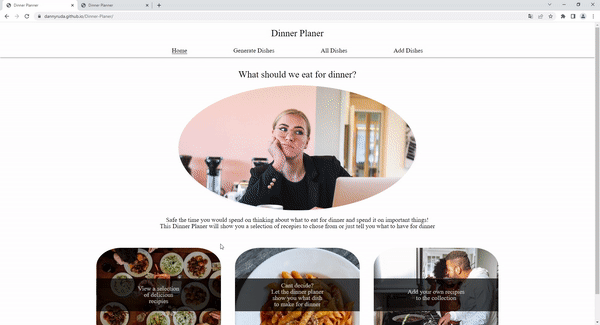 Dinner Planner
Dinner Planner
dannyruda.github.io/Dinner-Planer/
Dinner Planer
Home
Generate Dishes
All Dishes
Add Dishes
What should we eat for dinner?
Safe the time you would spend on thinking about what to eat for dinner and spend it on important things!
This Dinner Planer will show you a selection of recepies to chose from or just tell you what to have for dinner
View a selection
of delicious
recipies
Cant decide?
Let the dinner planer
show you what dish
to make for dinner
Add your own recipies
to the collection